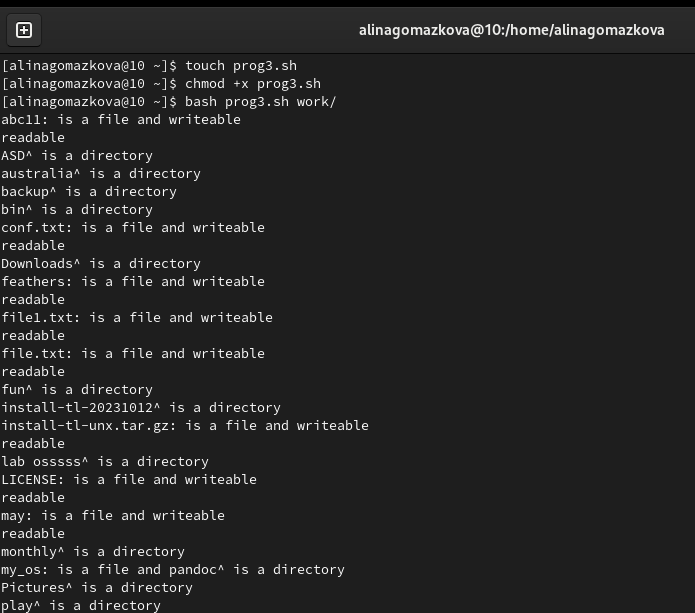 alinagomazkova@10:/home/alinagomazkova
[alinagomazkova@10 ~]$ touch prog3.sh
[alinagomazkova@10 ~]$ chmod +x prog3.sh
[alinagomazkova@10 ~]$ bash prog3.sh work/
abc11: is a file and writeable
readable
ASD^ is a directory
australia^ is a directory
backup^ is a directory
bin^ is a directory
conf.txt: is a file and writeable
readable
Downloads^ is a directory
feathers: is a file and writeable
readable
file1.txt: is a file and writeable
readable
file.txt: is a file and writeable
readable
fun^ is a directory
install-tl-20231012^ is a directory
install-tl-unx.tar.gz: is a file and writeable
readable
lab osssss^ is a directory
LICENSE: is a file and writeable
readable
may: is a file and writeable
readable
monthly^ is a directory
my_os: is a file and pandoc^ is a directory
Pictures^ is a directory
play^ is a directory